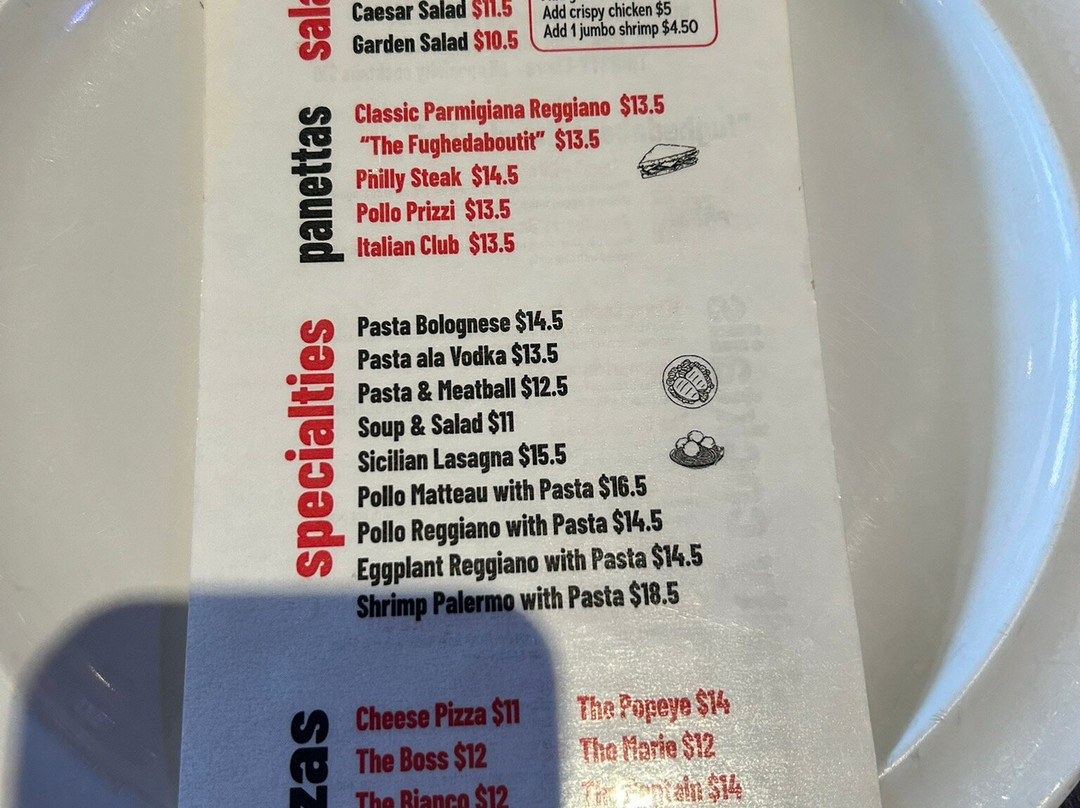 sala
Caesar Salad $11.5
Garden Salad $10.5
Add crispy chicken $5
Add 1 jumbo shrimp $4.50
panettas
Classic Parmigiana Reggiano $13.5
“The Fughedaboutit” $13.5
Philly Steak $14.5
Pollo Prizzi $13.5
Italian Club $13.5
specialties
Pasta Bolognese $14.5
Pasta ala Vodka $13.5
Pasta & Meatball $12.5
Soup & Salad $11
Sicilian Lasagna $15.5
Pollo Matteau with Pasta $16.5
Pollo Reggiano with Pasta $14.5
Eggplant Reggiano with Pasta $14.5
Shrimp Palermo with Pasta $18.5
zas
Cheese Pizza $11
The Boss $12
The Bianco $12
The Popeye $14
The Marie $12
$14